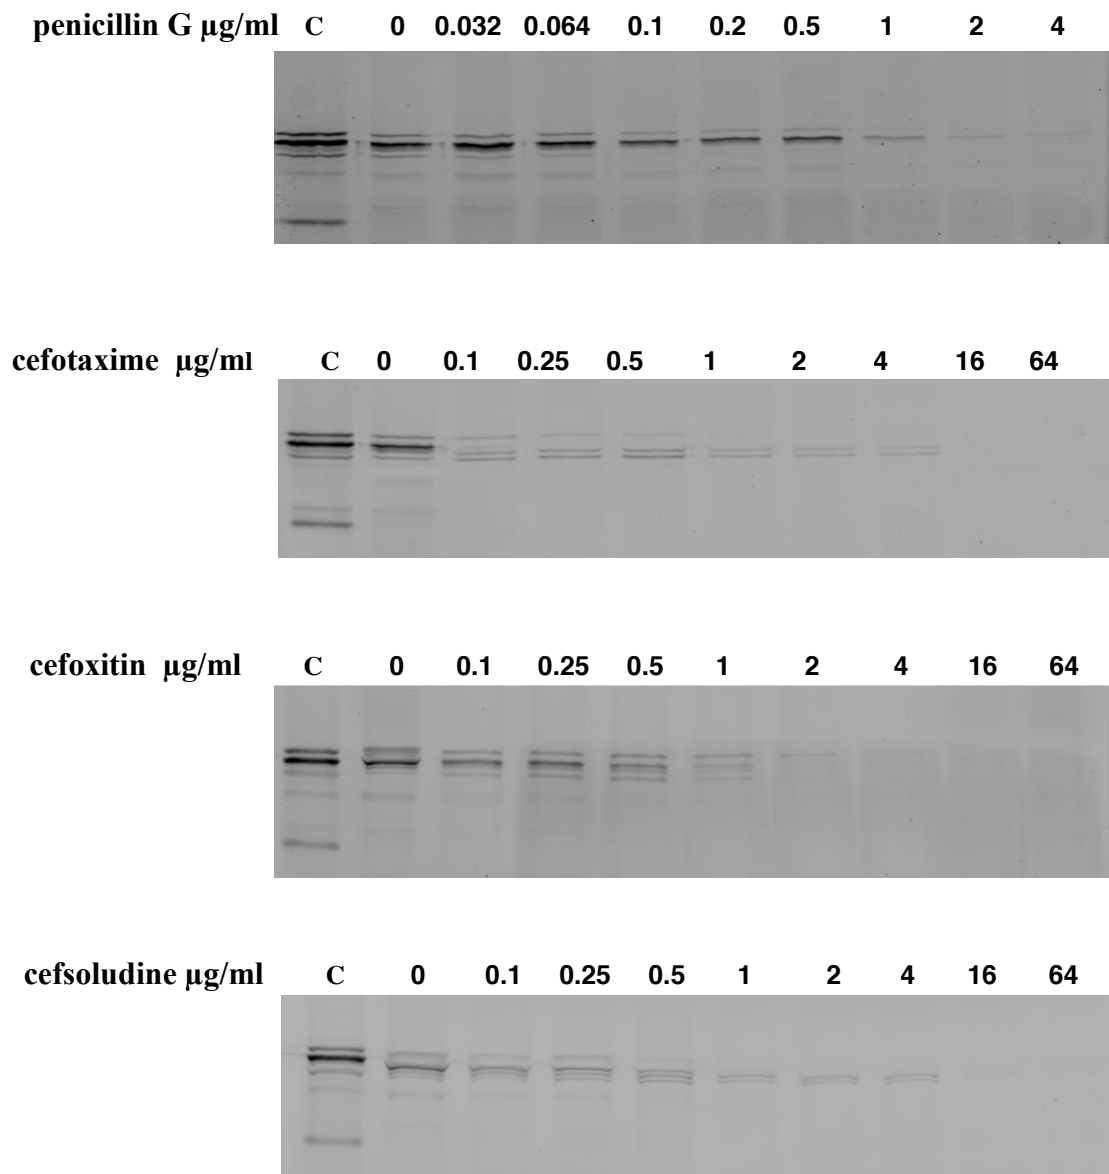 penicillin G µg/ml C 0 0.032 0.064 0.1 0.2 0.5 1 2 4
cefotaxime µg/ml C 0 0.1 0.25 0.5 1 2 4 16 64
cefoxitin µg/ml C 0 0.1 0.25 0.5 1 2 4 16 64
cefsoludine µg/ml C 0 0.1 0.25 0.5 1 2 4 16 64